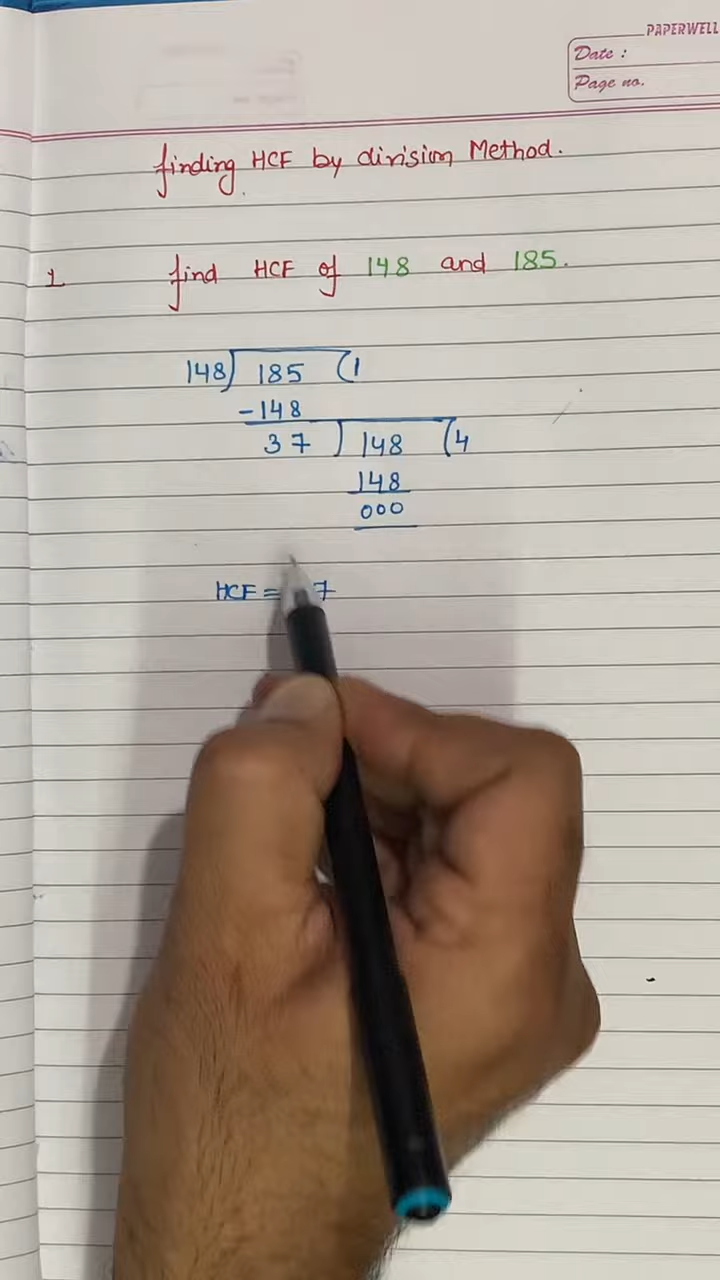 PAPERWELL
Date :
Page no.
finding HCF by division Method.
1 find HCF of 148 and 185.
148) 185 (1
-148
37 ) 148 (4
148
000
HCF = 7